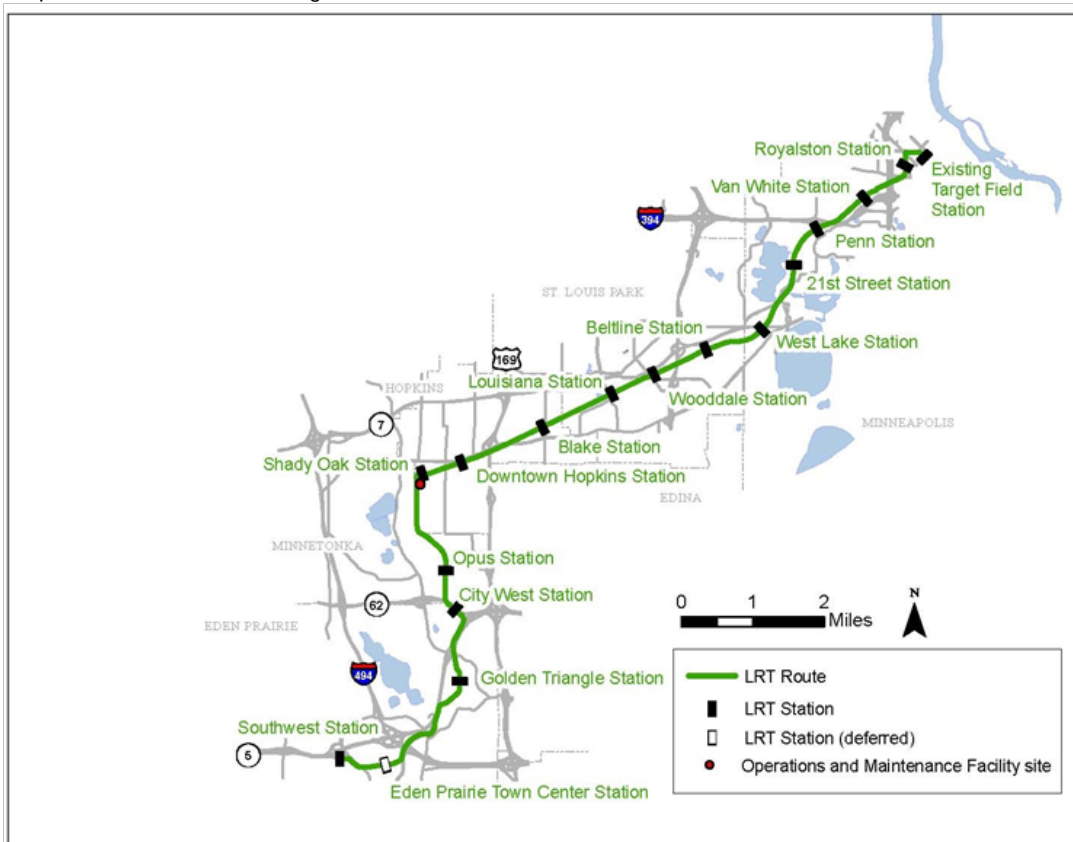 Royalston Station
Existing
Target Field
Station
Van White Station
394
Penn Station
21st Street Station
ST. LOUIS PARK
Beltline Station
West Lake Station
169
Louisiana Station
Wooddale Station
HOPKINS
7
MINNEAPOLIS
Blake Station
Shady Oak Station
Downtown Hopkins Station
EDINA
MINNETONKA
Opus Station
City West Station
62
EDEN PRAIRIE
0 1 2
Miles
N
494
Golden Triangle Station
Southwest Station
5
Eden Prairie Town Center Station
LRT Route
LRT Station
LRT Station (deferred)
Operations and Maintenance Facility site